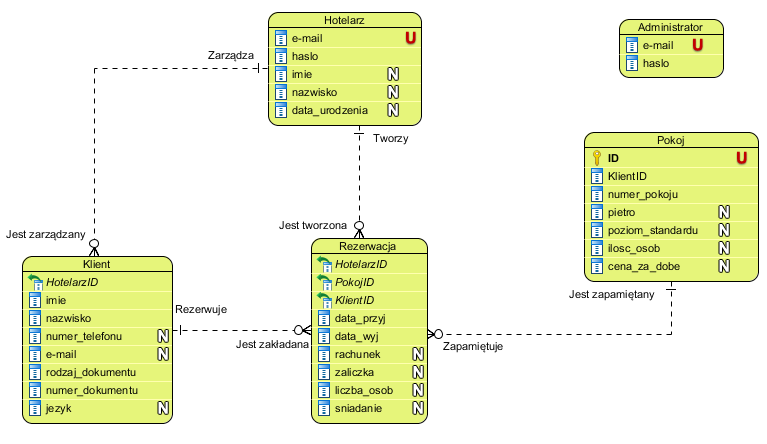 Hotelarz
e-mail U
haslo
imie N
nazwisko N
data_urodzenia N
Administrator
e-mail U
haslo
Zarządza
Tworzy
Pokoj
ID U
KlientID
numer_pokoju
pietro N
poziom_standardu N
ilosc_osob N
cena_za_dobe N
Jest zarządzany
Jest tworzona
Klient
HotelarzID
imie
nazwisko
numer_telefonu N
e-mail N
rodzaj_dokumentu
numer_dokumentu
jezyk N
Rezerwuje
Jest zakładana
Rezerwacja
HotelarzID
PokojID
KlientID
data_przyj
data_wyj
rachunek N
zaliczka N
liczba_osob N
sniadanie N
Jest zapamiętany
Zapamiętuje